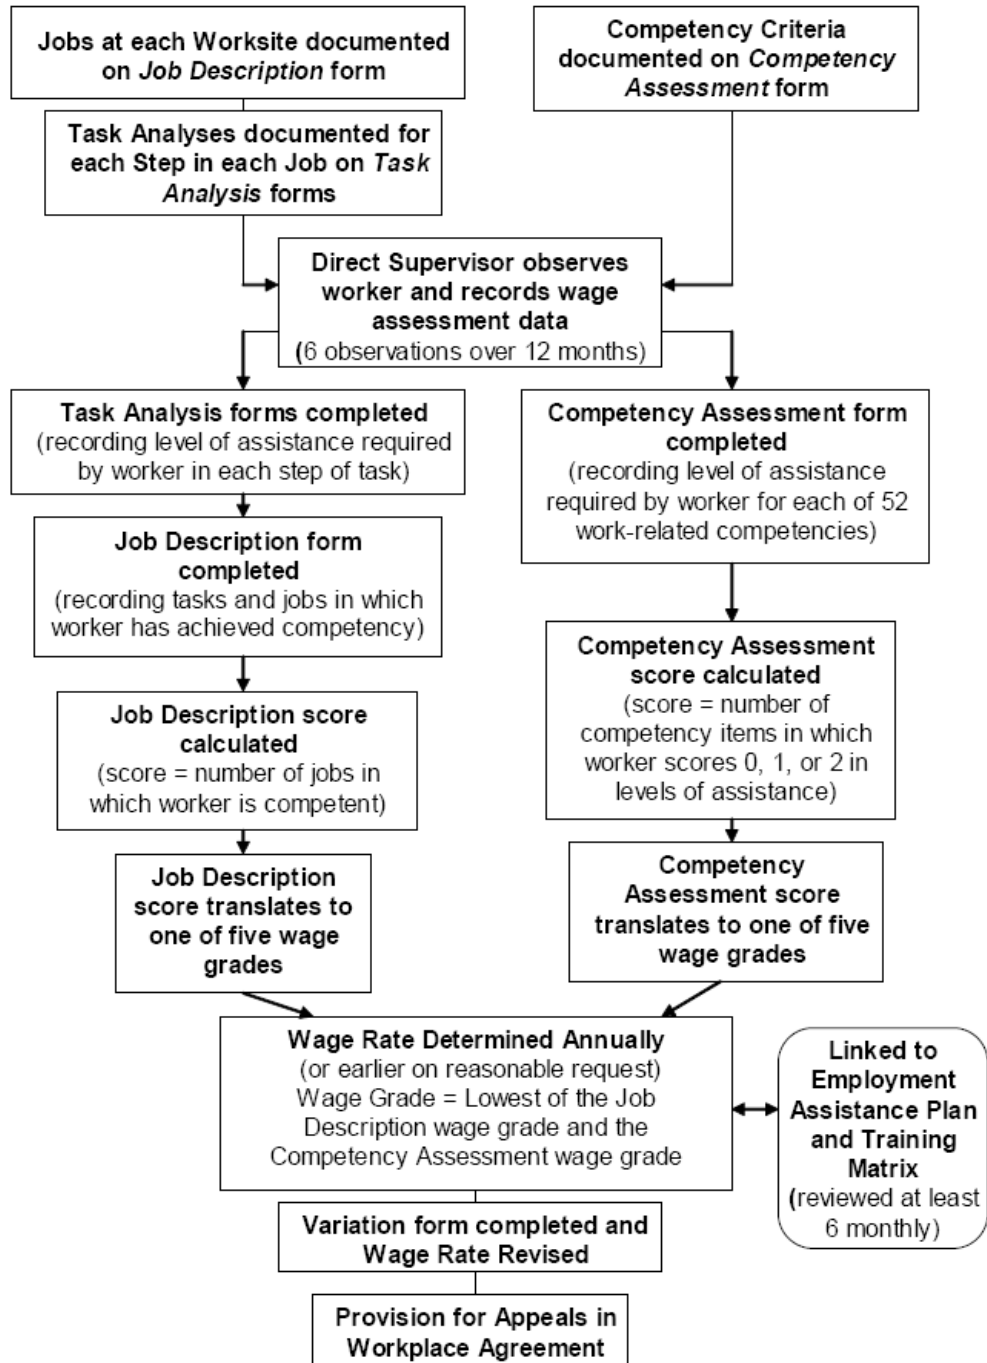 Jobs at each Worksite documented
on Job Description form
Competency Criteria
documented on Competency
Assessment form
Task Analyses documented for
each Step in each Job on Task
Analysis forms
Direct Supervisor observes
worker and records wage
assessment data
(6 observations over 12 months)
Task Analysis forms completed
(recording level of assistance required
by worker in each step of task)
Competency Assessment form
completed
(recording level of assistance
required by worker for each of 52
work-related competencies)
Job Description form
completed
(recording tasks and jobs in which
worker has achieved competency)
Competency Assessment
score calculated
(score = number of
competency items in which
worker scores 0, 1, or 2 in
levels of assistance)
Job Description score
calculated
(score = number of jobs in
which worker is competent)
Job Description
score translates to
one of five wage
grades
Competency
Assessment score
translates to one of five
wage grades
Wage Rate Determined Annually
(or earlier on reasonable request)
Wage Grade = Lowest of the Job
Description wage grade and the
Competency Assessment wage grade
Linked to
Employment
Assistance Plan
and Training
Matrix
(reviewed at least
6 monthly)
Variation form completed and
Wage Rate Revised
Provision for Appeals in
Workplace Agreement